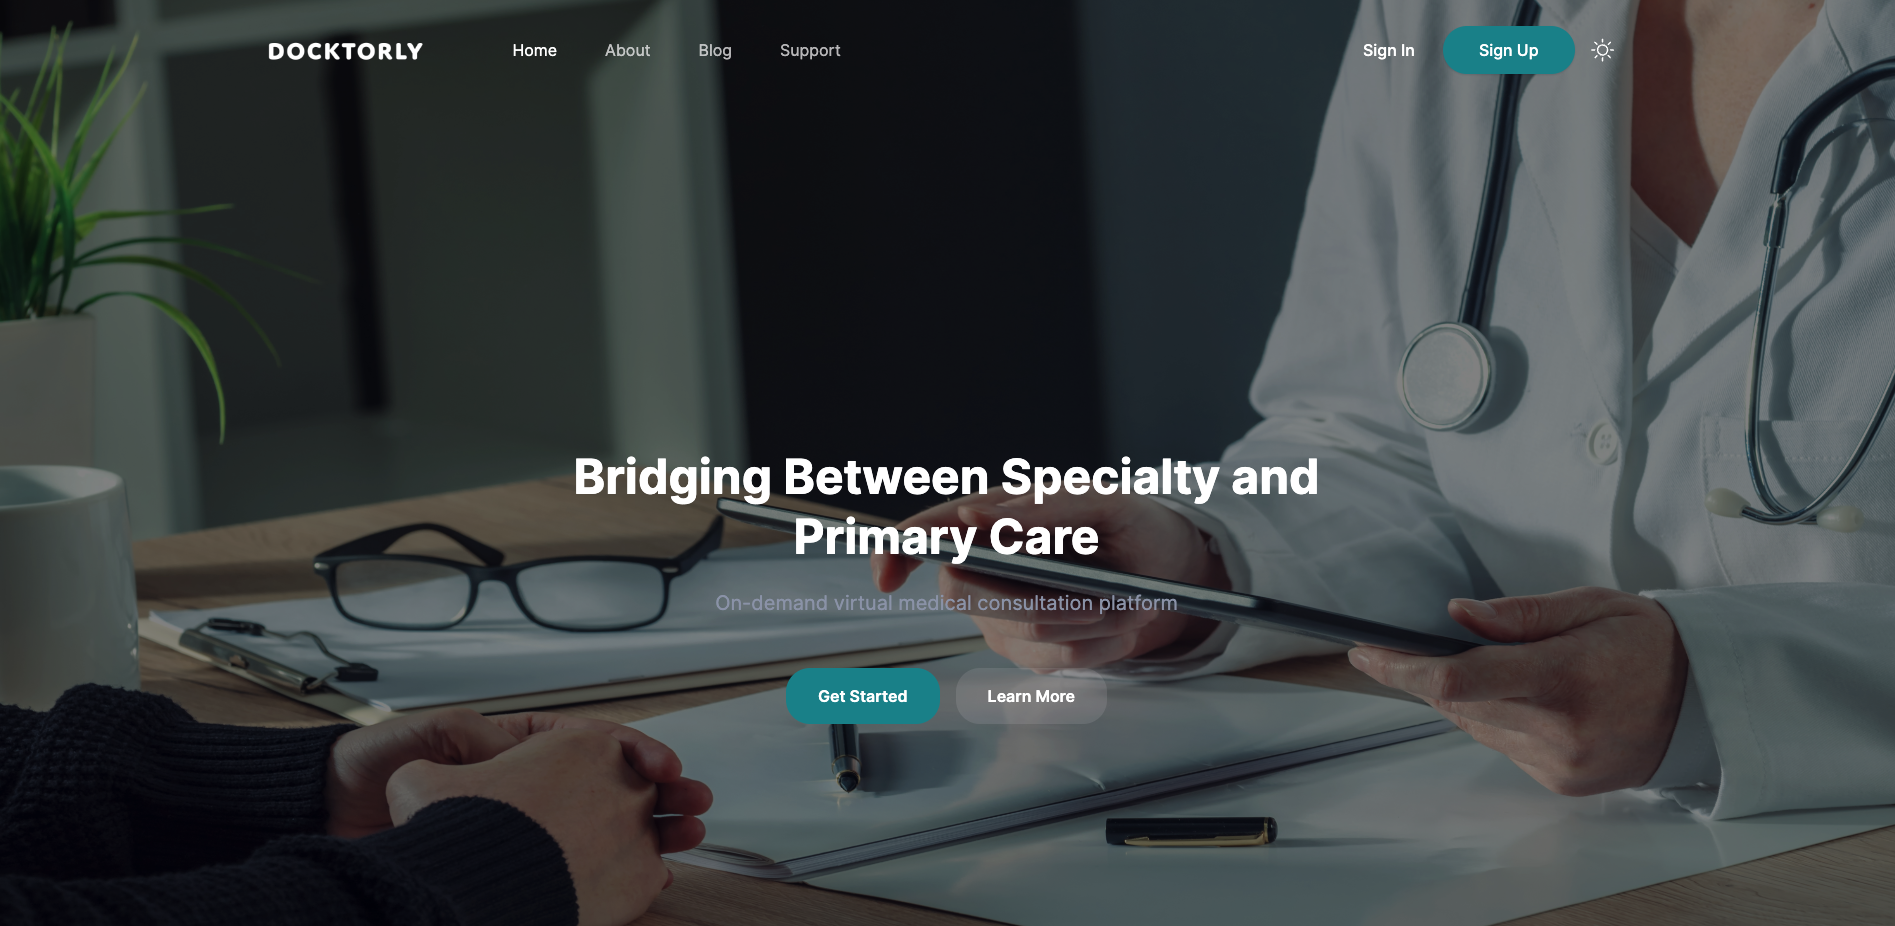 DOCKTORLY
Home
About
Blog
Support
Sign In
Sign Up
Bridging Between Specialty and
Primary Care
On-demand virtual medical consultation platform
Get Started
Learn More